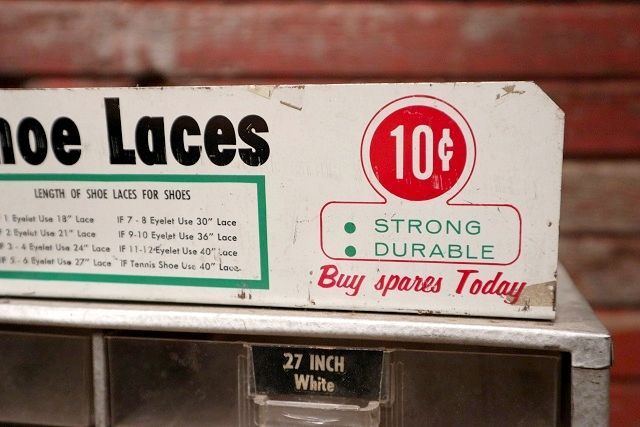 hoe Laces
LENGTH OF SHOE LACES FOR SHOES
1 Eyelet Use 18" Lace
2 Eyelet Use 21" Lace
F 3 - 4 Eyelet Use 24" Lace
F 5 - 6 Eyelet Use 27" Lace
IF 7 - 8 Eyelet Use 30" Lace
IF 9-10 Eyelet Use 36" Lace
IF 11-12 Eyelet Use 40" Lace
IF Tennis Shoe Use 40" Lace
10¢
• STRONG
• DURABLE
Buy spares Today
27 INCH
White